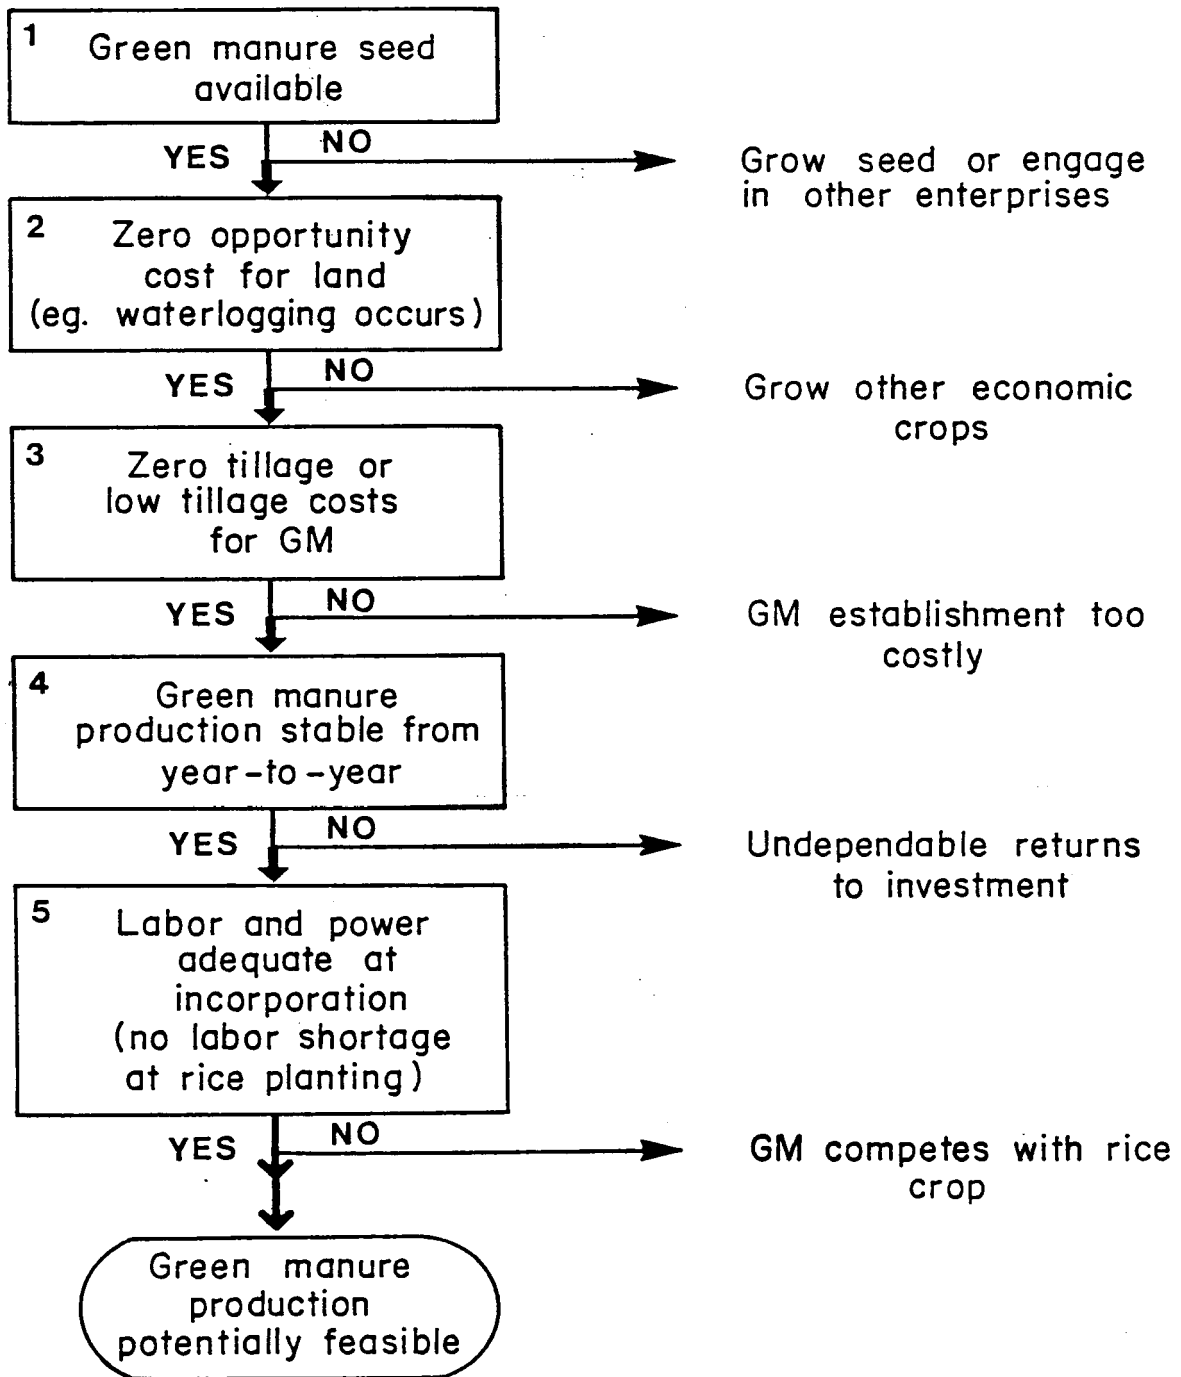 1
Green manure seed
available
YES
NO
Grow seed or engage
in other enterprises
2
Zero opportunity
cost for land
(eg. waterlogging occurs)
YES
NO
Grow other economic
crops
3
Zero tillage or
low tillage costs
for GM
YES
NO
GM establishment too
costly
4
Green manure
production stable from
year-to-year
YES
NO
Undependable returns
to investment
5
Labor and power
adequate at
incorporation
(no labor shortage
at rice planting)
YES
NO
GM competes with rice
crop
Green manure
production
potentially feasible